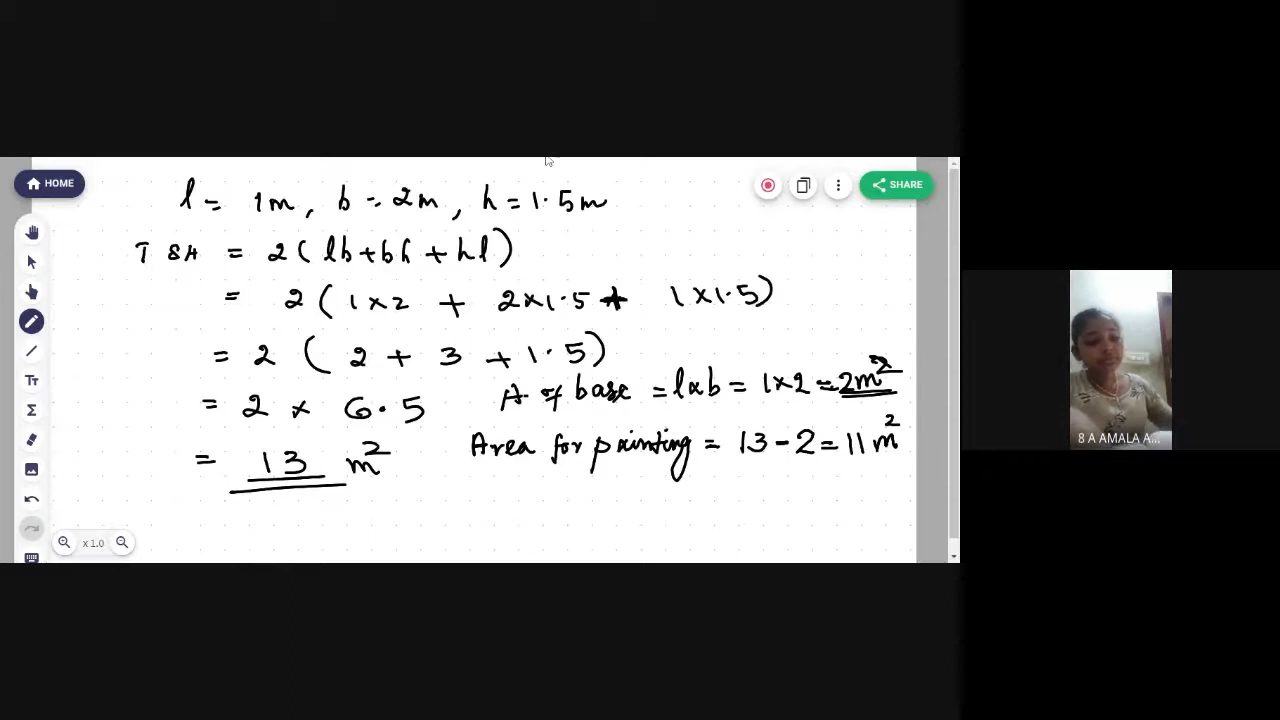 HOME
SHARE
l = 1m, b = 2m, h = 1.5m
TSA = 2(lb+bh+hl)
= 2(1×2 + 2×1.5 + 1×1.5)
= 2 (2 + 3 + 1.5)
= 2 × 6.5
= 13 m²
A. of base = l×b = 1×2 = 2m²
Area for painting = 13-2 = 11m²
Tт
Σ
x 1.0
8 A AMALA A...